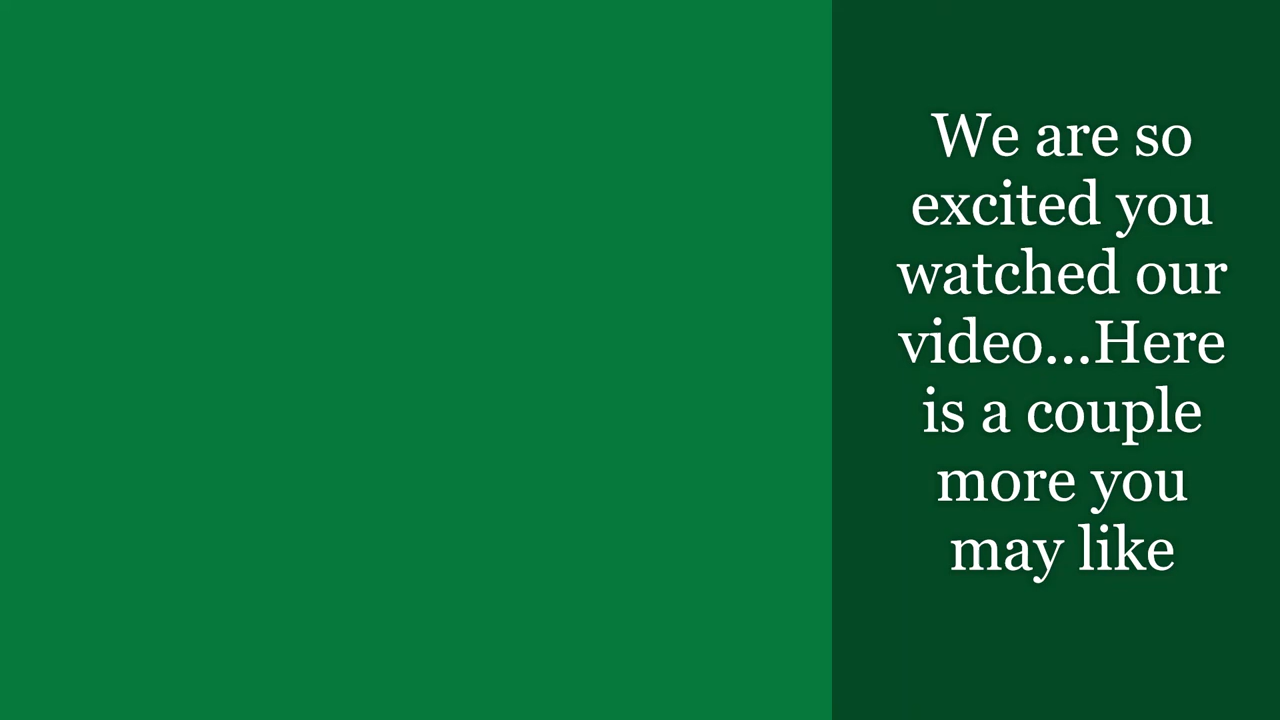 We are so
excited you
watched our
video...Here
is a couple
more you
may like